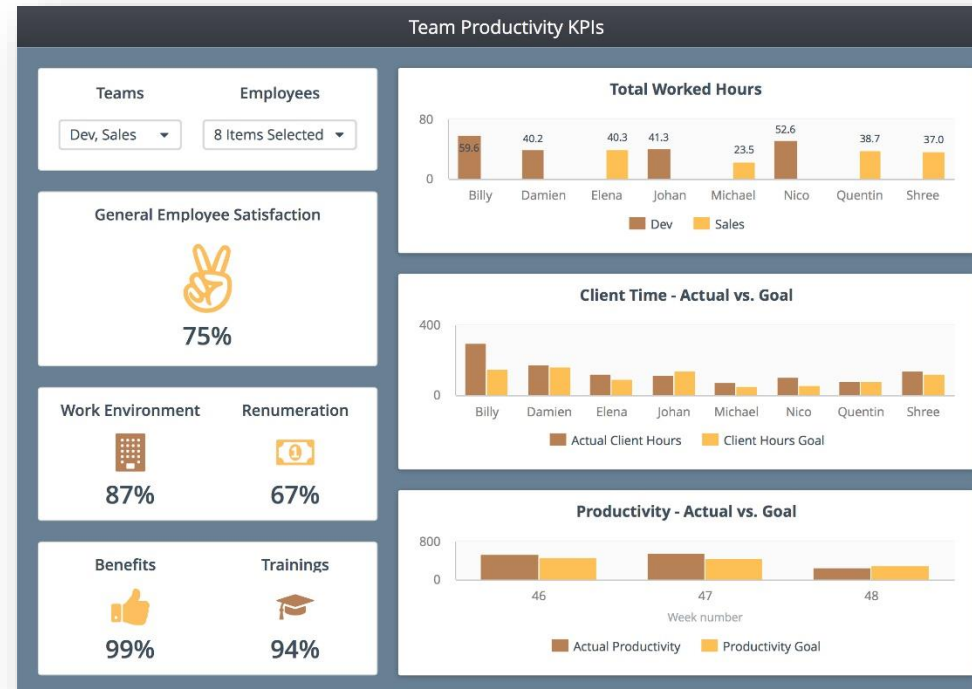 Team Productivity KPIs
Teams
Employees
Dev, Sales
8 Items Selected
General Employee Satisfaction
75%
Work Environment
Renumeration
1
87%
67%
Benefits
Trainings
99%
94%
Total Worked Hours
80
59.6
40.2
40.3
41.3
23.5
52.6
38.7
37.0
0
Billy Damien Elena Johan Michael Nico Quentin Shree
Dev Sales
Client Time - Actual vs. Goal
400
0
Billy Damien Elena Johan Michael Nico Quentin Shree
Actual Client Hours Client Hours Goal
Productivity - Actual vs. Goal
800
0
46 47 48
Week number
Actual Productivity Productivity Goal